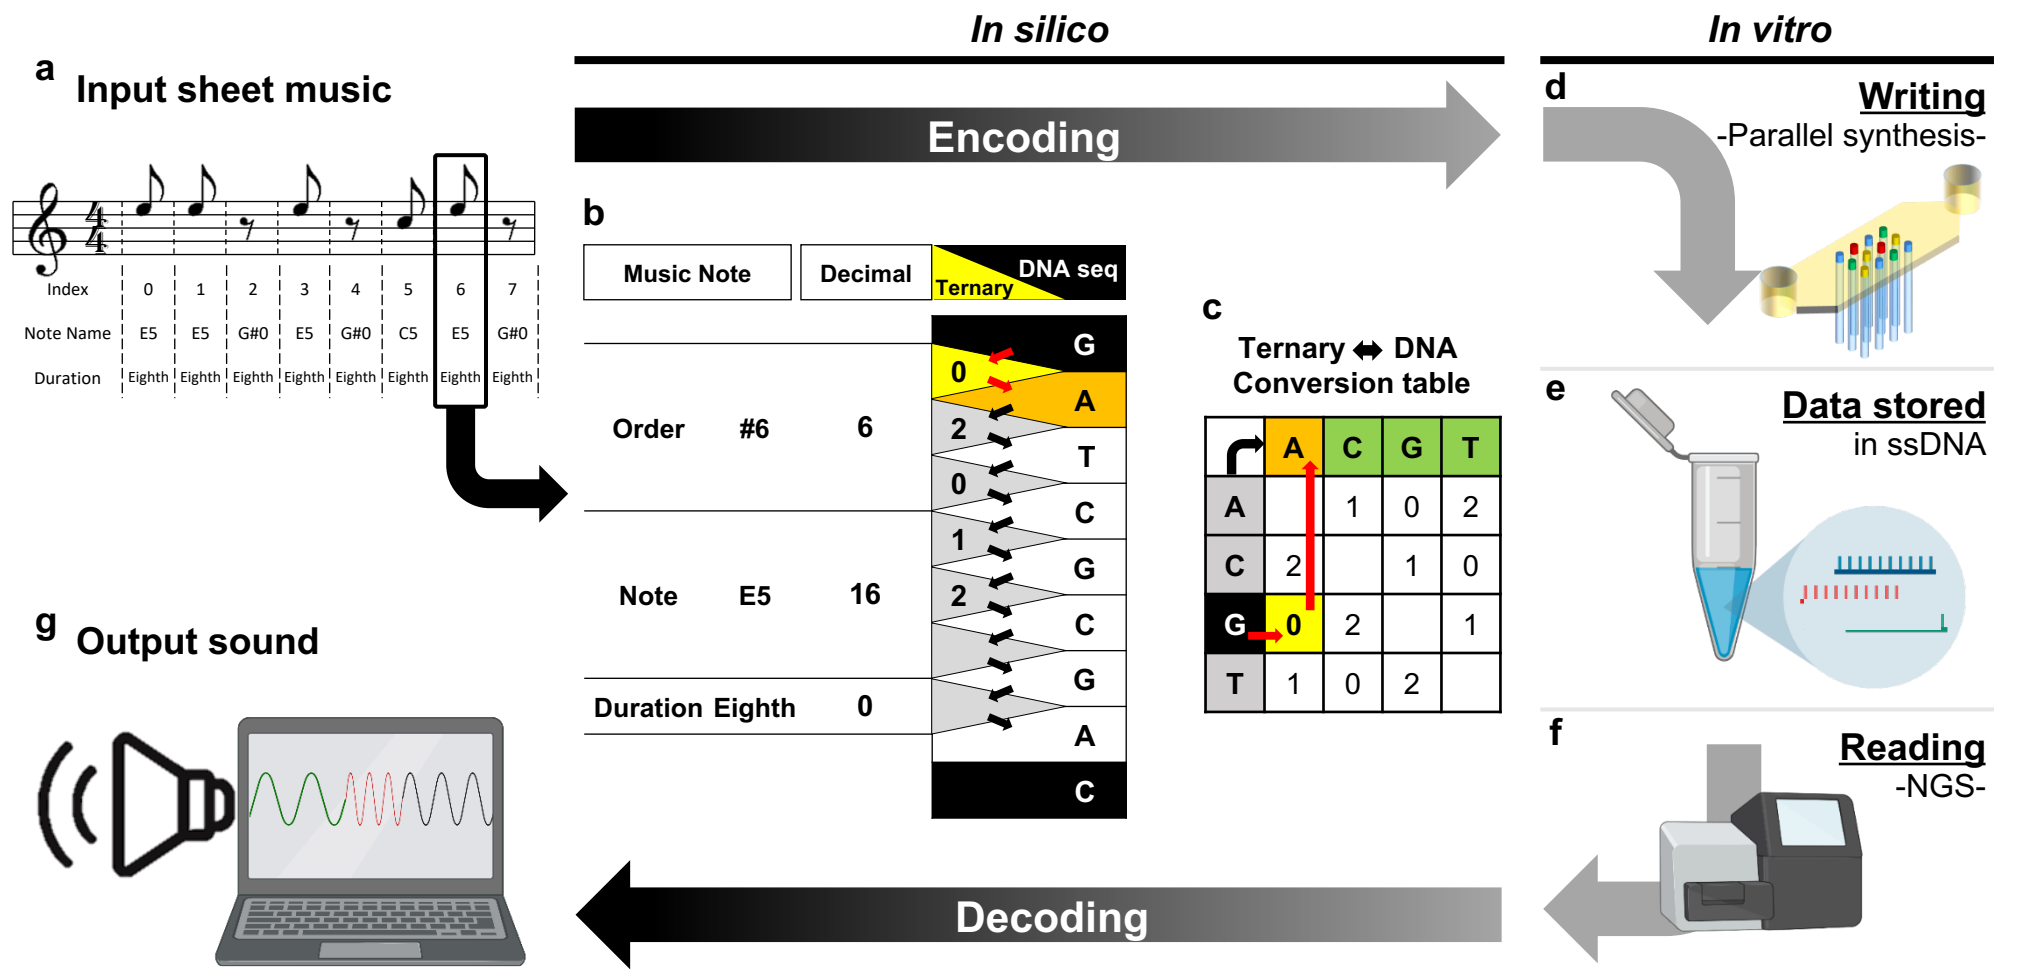 In silico
In vitro
a
Input sheet music
4
4
Index 0 1 2 3 4 5 6 7
Note Name E5 E5 G#0 E5 G#0 C5 E5 G#0
Duration Eighth Eighth Eighth Eighth Eighth Eighth Eighth Eighth
Encoding
b
Music Note Decimal Ternary DNA seq
G
0
A
Order #6 6
2
T
0
C
1
G
Note E5 16
2
C
G
Duration Eighth 0
A
C
c
Ternary ⬌ DNA
Conversion table
A C G T
A 1 0 2
C 2 1 0
G 0 2 1
T 1 0 2
d
Writing
-Parallel synthesis-
e
Data stored
in ssDNA
f
Reading
-NGS-
Decoding
g
Output sound